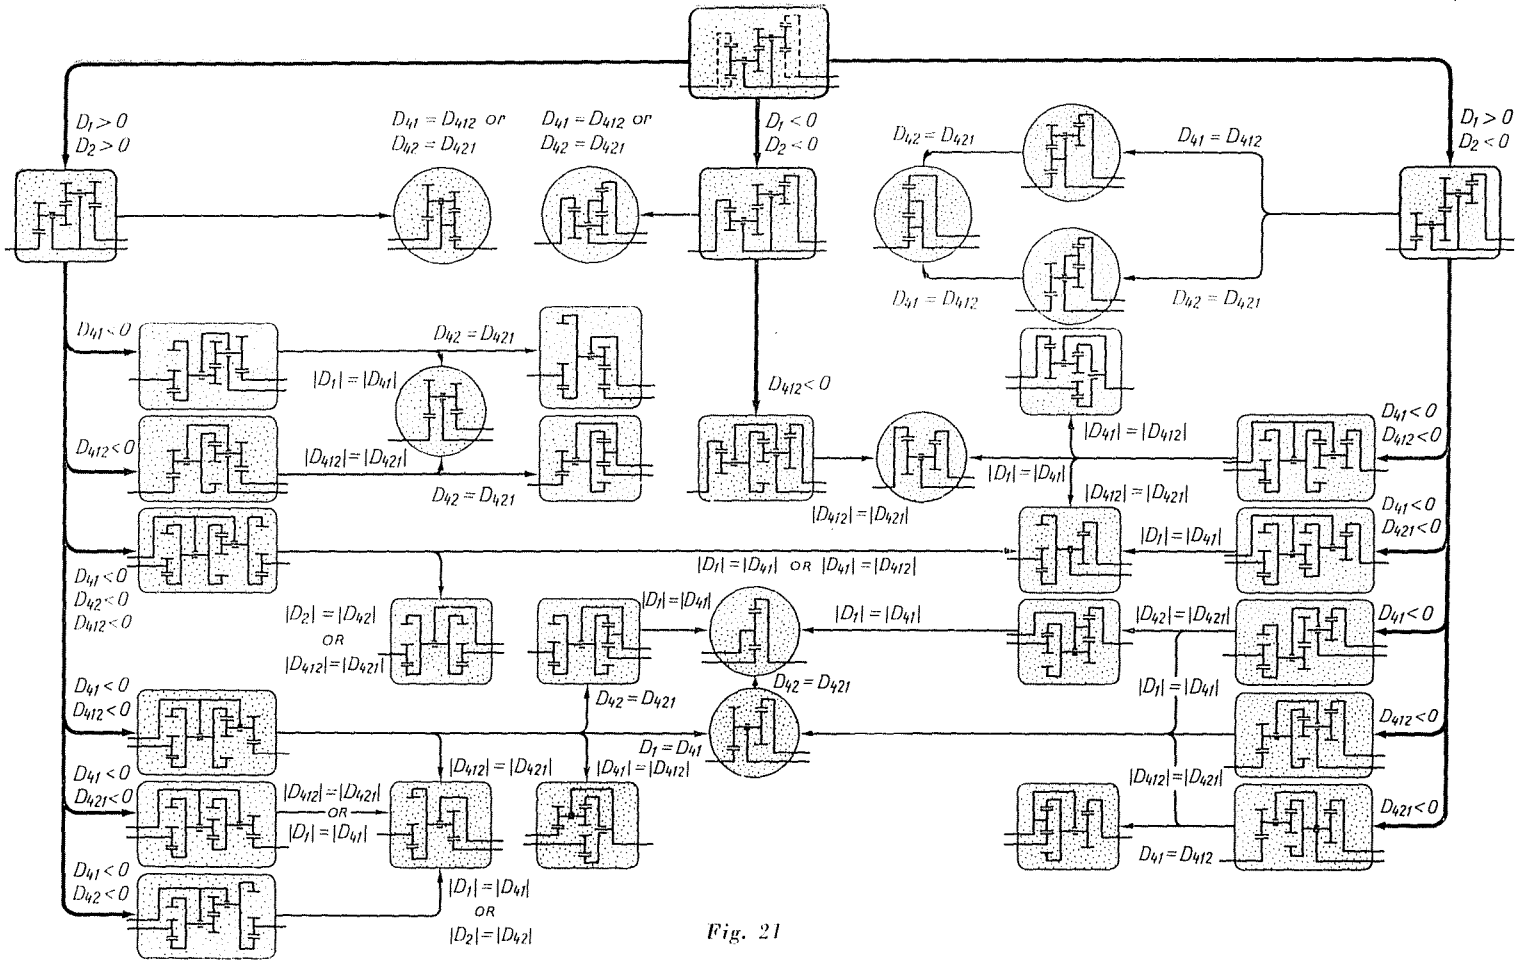 D₁ > 0
D₂ > 0
D₄₁ = D₄₁₂ or
D₄₂ = D₄₂₁
D₄₁ = D₄₁₂ or
D₄₂ = D₄₂₁
D₁ < 0
D₂ < 0
D₄₂ = D₄₂₁
D₄₁ = D₄₁₂
D₁ > 0
D₂ < 0
D₄₁ = D₄₁₂
D₄₂ = D₄₂₁
D₄₁ < 0
D₄₂ = D₄₂₁
|D₁| = |D₄₁|
D₄₁₂ < 0
D₄₁₂ < 0
|D₄₁₂| = |D₄₂₁|
D₄₂ = D₄₂₁
|D₄₁| = |D₄₁₂|
D₄₁ < 0
D₄₁₂ < 0
|D₁| = |D₄₁|
|D₄₁₂| = |D₄₂₁|
|D₄₁₂| = |D₄₂₁|
D₄₁ < 0
D₄₂₁ < 0
|D₁| = |D₄₁|
|D₁| = |D₄₁| OR |D₄₁| = |D₄₁₂|
D₄₁ < 0
D₄₂ < 0
D₄₁₂ < 0
|D₂| = |D₄₂|
OR
|D₄₁₂| = |D₄₂₁|
|D₁| = |D₄₁|
|D₁| = |D₄₁|
|D₄₂| = |D₄₂₁|
D₄₁ < 0
D₄₁ < 0
D₄₁₂ < 0
D₄₂ = D₄₂₁
D₄₂ = D₄₂₁
|D₁| = |D₄₁|
D₄₁₂ < 0
D₁ = D₄₁
|D₄₁₂| = |D₄₂₁|
|D₄₁| = |D₄₁₂|
|D₄₁₂| = |D₄₂₁|
D₄₁ < 0
D₄₂₁ < 0
|D₄₁₂| = |D₄₂₁|
OR
|D₁| = |D₄₁|
D₄₂₁ < 0
D₄₁ = D₄₁₂
D₄₁ < 0
D₄₂ < 0
|D₁| = |D₄₁|
OR
|D₂| = |D₄₂|
Fig. 21